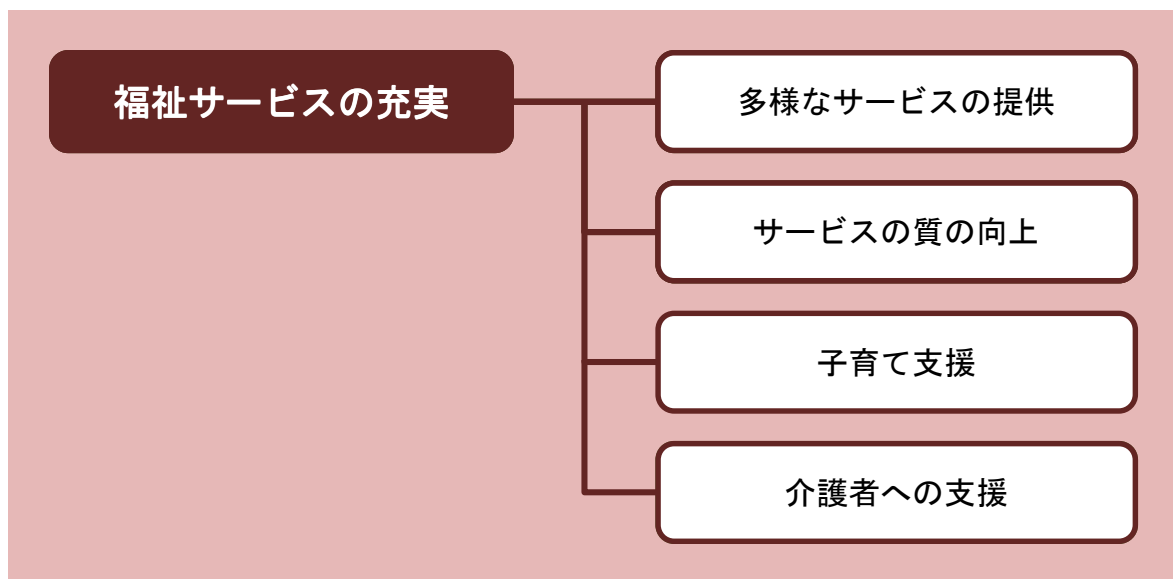 福祉サービスの充実
多様なサービスの提供
サービスの質の向上
子育て支援
介護者への支援